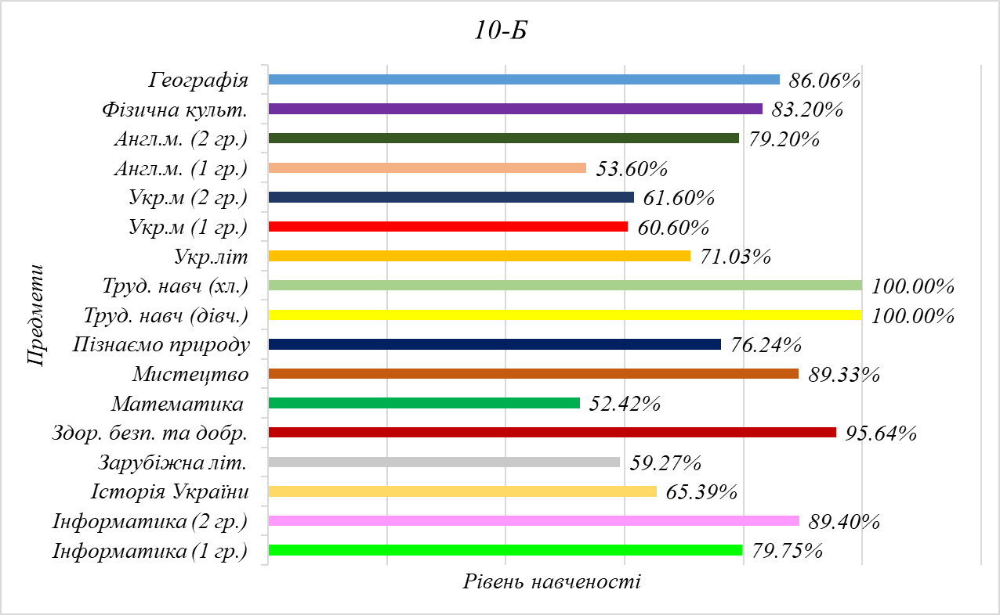 10-Б
Географія 86.06%
Фізична культ. 83.20%
Англ.м. (2 гр.) 79.20%
Англ.м. (1 гр.) 53.60%
Укр.м (2 гр.) 61.60%
Укр.м (1 гр.) 60.60%
Укр.літ 71.03%
Труд. навч (хл.) 100.00%
Труд. навч (дівч.) 100.00%
Пізнаємо природу 76.24%
Мистецтво 89.33%
Математика 52.42%
Здор. безп. та добр. 95.64%
Зарубіжна літ. 59.27%
Історія України 65.39%
Інформатика (2 гр.) 89.40%
Інформатика (1 гр.) 79.75%
Предмети
Рівень навченості